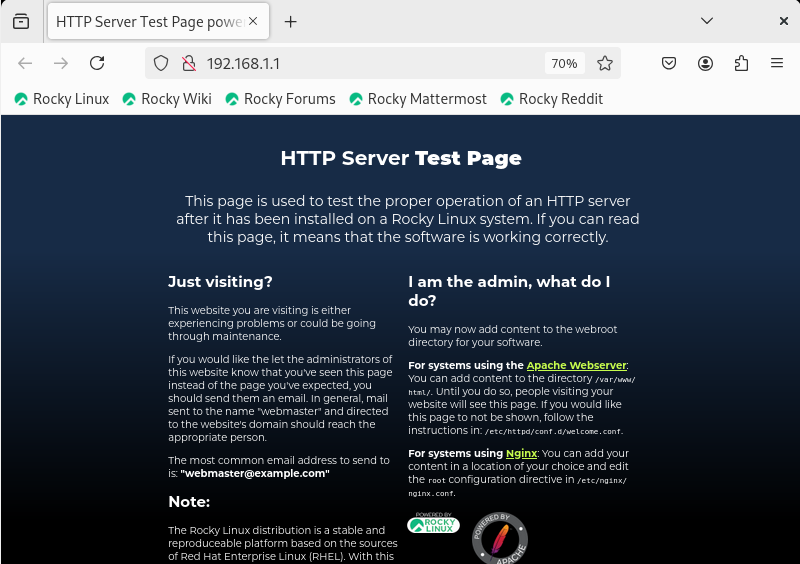 HTTP Server Test Page powe
192.168.1.1
70%
Rocky Linux
Rocky Wiki
Rocky Forums
Rocky Mattermost
Rocky Reddit
HTTP Server Test Page
This page is used to test the proper operation of an HTTP server
after it has been installed on a Rocky Linux system. If you can read
this page, it means that the software is working correctly.
Just visiting?
This website you are visiting is either
experiencing problems or could be going
through maintenance.
If you would like the let the administrators of
this website know that you've seen this page
instead of the page you've expected, you
should send them an email. In general, mail
sent to the name "webmaster" and directed
to the website's domain should reach the
appropriate person.
The most common email address to send to
is: "webmaster@example.com"
Note:
The Rocky Linux distribution is a stable and
reproduceable platform based on the sources
of Red Hat Enterprise Linux (RHEL). With this
I am the admin, what do I
do?
You may now add content to the webroot
directory for your software.
For systems using the Apache Webserver:
You can add content to the directory /var/www/
html/. Until you do so, people visiting your
website will see this page. If you would like
this page to not be shown, follow the
instructions in: /etc/httpd/conf.d/welcome.conf.
For systems using Nginx: You can add your
content in a location of your choice and edit
the root configuration directive in /etc/nginx/
nginx.conf.
POWERED BY
ROCKY
LINUX
POWERED BY
APACHE